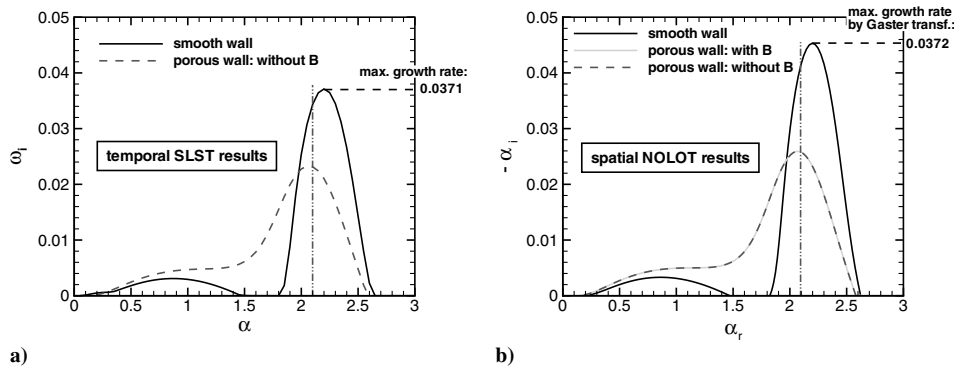 0.05
0.04
0.03
0.02
0.01
0
ωi
smooth wall
porous wall: without B
max. growth rate:
0.0371
temporal SLST results
0 0.5 1 1.5 2 2.5 3
α
a)
max. growth rate
by Gaster transf.:
0.0372
0.05
0.04
0.03
0.02
0.01
0
- αi
smooth wall
porous wall: with B
porous wall: without B
spatial NOLOT results
0 0.5 1 1.5 2 2.5 3
αr
b)